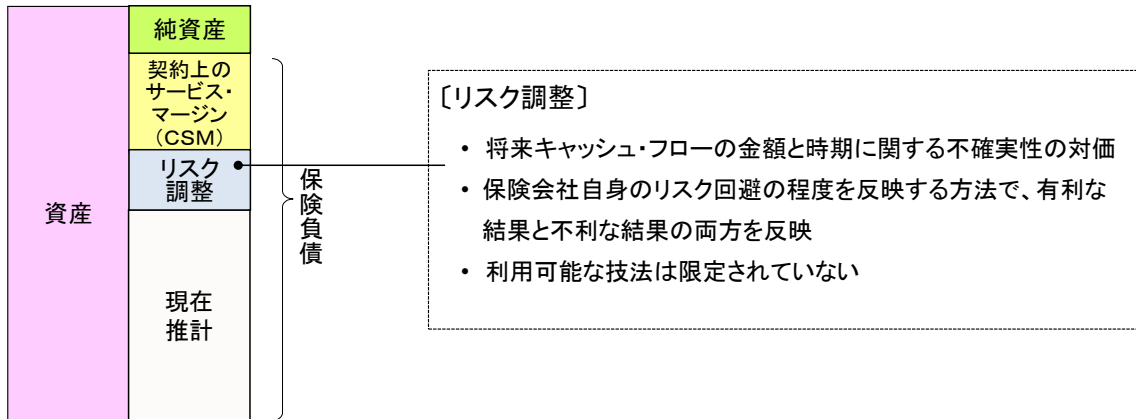 資産
純資産
契約上の
サービス・
マージン
(CSM)
リスク
調整
現在
推計
保険負債
〔リスク調整〕
• 将来キャッシュ・フローの金額と時期に関する不確実性の対価
• 保険会社自身のリスク回避の程度を反映する方法で、有利な
結果と不利な結果の両方を反映
• 利用可能な技法は限定されていない